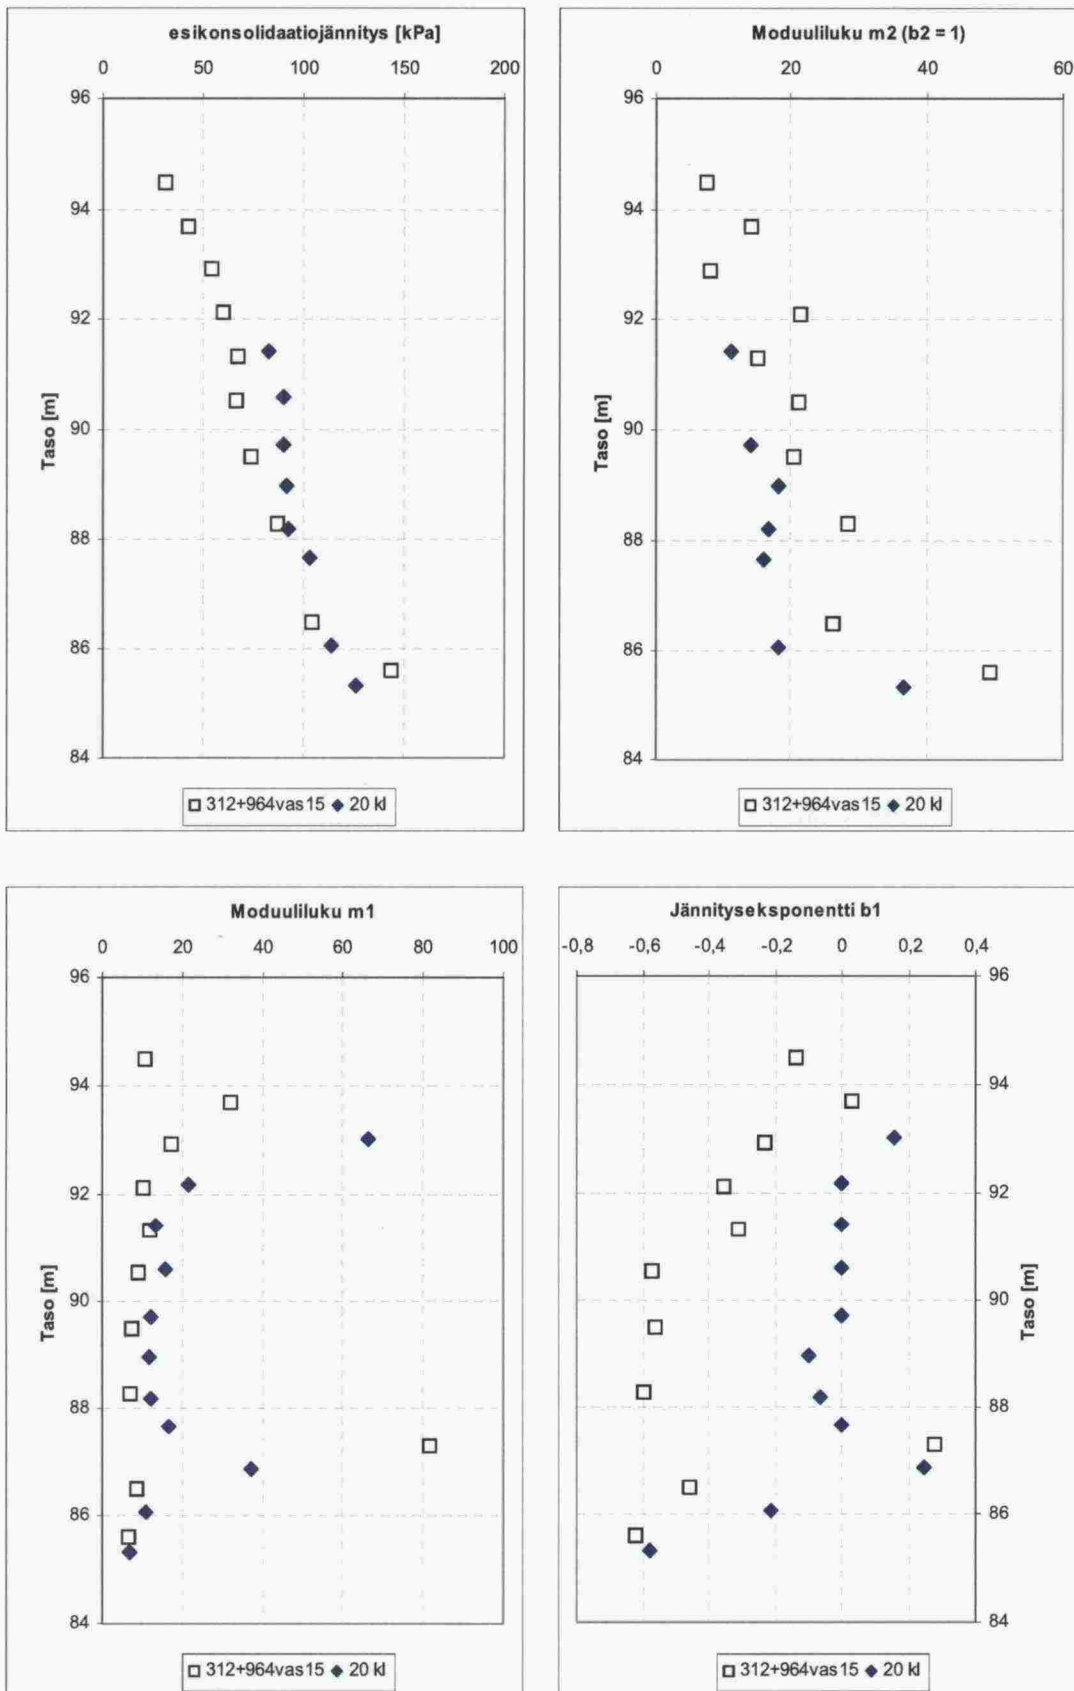 esikonsolidaatiojännitys [kPa]
0 50 100 150 200
96
94
92
90
88
86
84
Taso [m]
312+964vas15 20 kl
Moduuliluku m2 (b2 = 1)
0 20 40 60
96
94
92
90
88
86
84
Taso [m]
312+964vas15 20 kl
Moduuliluku m1
0 20 40 60 80 100
96
94
92
90
88
86
84
Taso [m]
312+964vas15 20 kl
Jännityseksponentti b1
-0,8 -0,6 -0,4 -0,2 0 0,2 0,4
96
94
92
90
88
86
84
Taso [m]
312+964vas15 20 kl